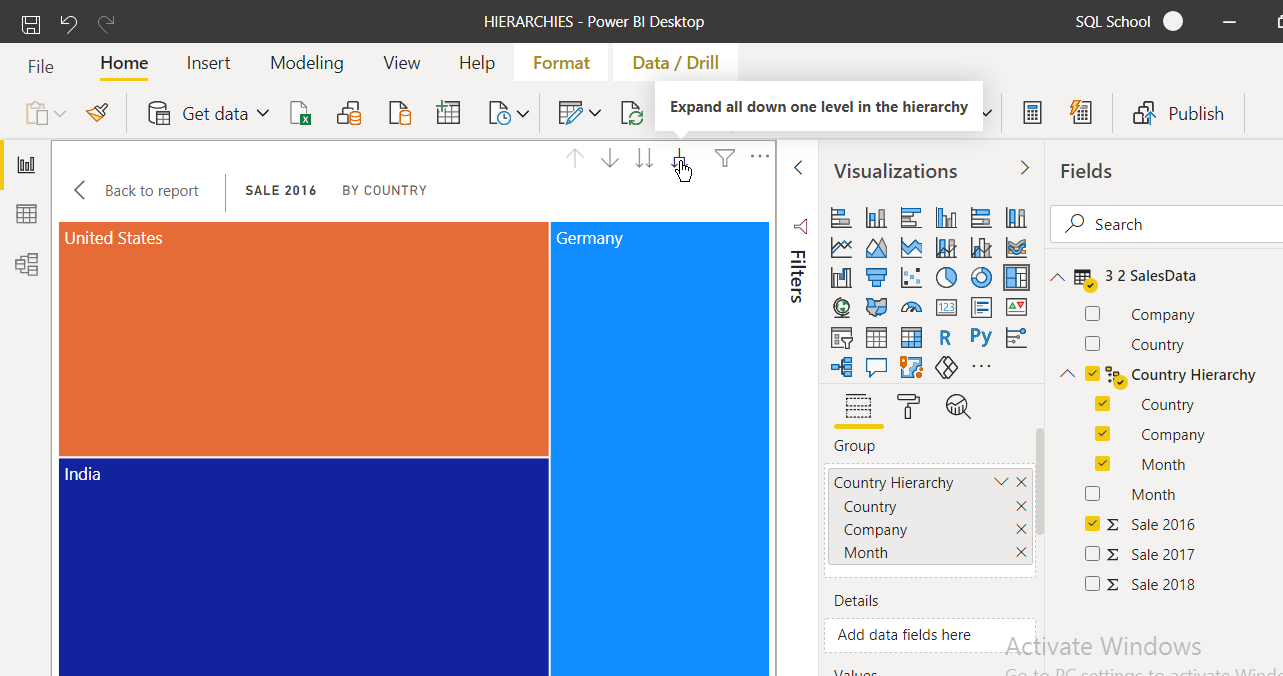 HIERARCHIES - Power BI Desktop
SQL School
File
Home
Insert
Modeling
View
Help
Format
Data / Drill
Get data
Expand all down one level in the hierarchy
Publish
Back to report
SALE 2016
BY COUNTRY
United States
Germany
India
Filters
Visualizations
123
R
Py
Group
Country Hierarchy
Country
Company
Month
Details
Add data fields here
Values
Fields
Search
3 2 SalesData
Company
Country
Country Hierarchy
Country
Company
Month
Month
Σ Sale 2016
Σ Sale 2017
Σ Sale 2018
Activate Windows
Go to PC settings to activate Wind